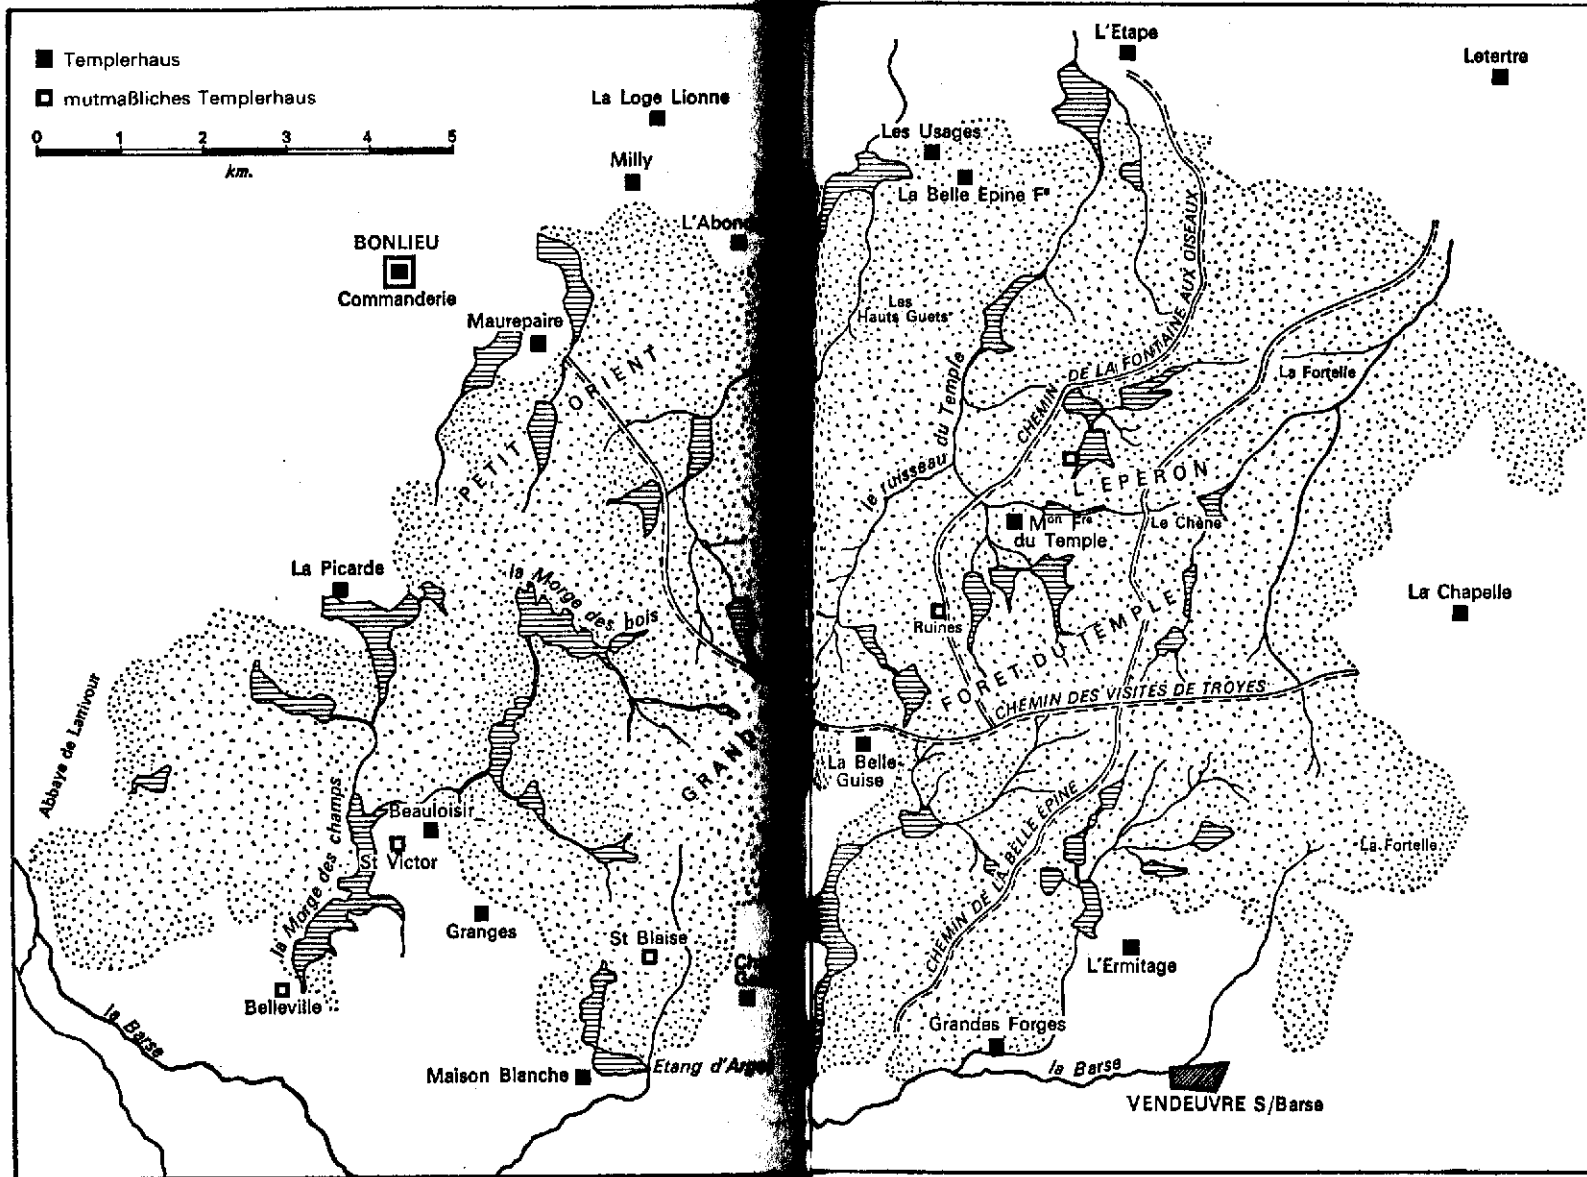 Templerhaus
mutmaßliches Templerhaus
0 1 2 3 4 5
km.
La Loge Lionne
Milly
L'Abon
BONLIEU
Commanderie
Maurepaire
PETIT ORIENT
La Picarde
la Morge des bois
Abbaye de Larrivour
GRAND
la Morge des champs
Beauloisir
St Victor
Granges
St Blaise
Belleville
la Barse
Maison Blanche
Etang d'Arge
L'Etape
Letertre
Les Usages
La Belle Epine Fe
CHEMIN DE LA FONTAINE AUX OISEAUX
Les
Hauts Guets
La Fortelle
le ruisseau du Temple
L'EPERON
Mon Fre
du Temple
Le Chêne
Ruines
La Chapelle
FORET DU TEMPLE
CHEMIN DES VISITES DE TROYES
La Belle
Guise
CHEMIN DE LA BELLE ÉPINE
La Fortelle
L'Ermitage
Grandes Forges
la Barse
VENDEUVRE S/Barse